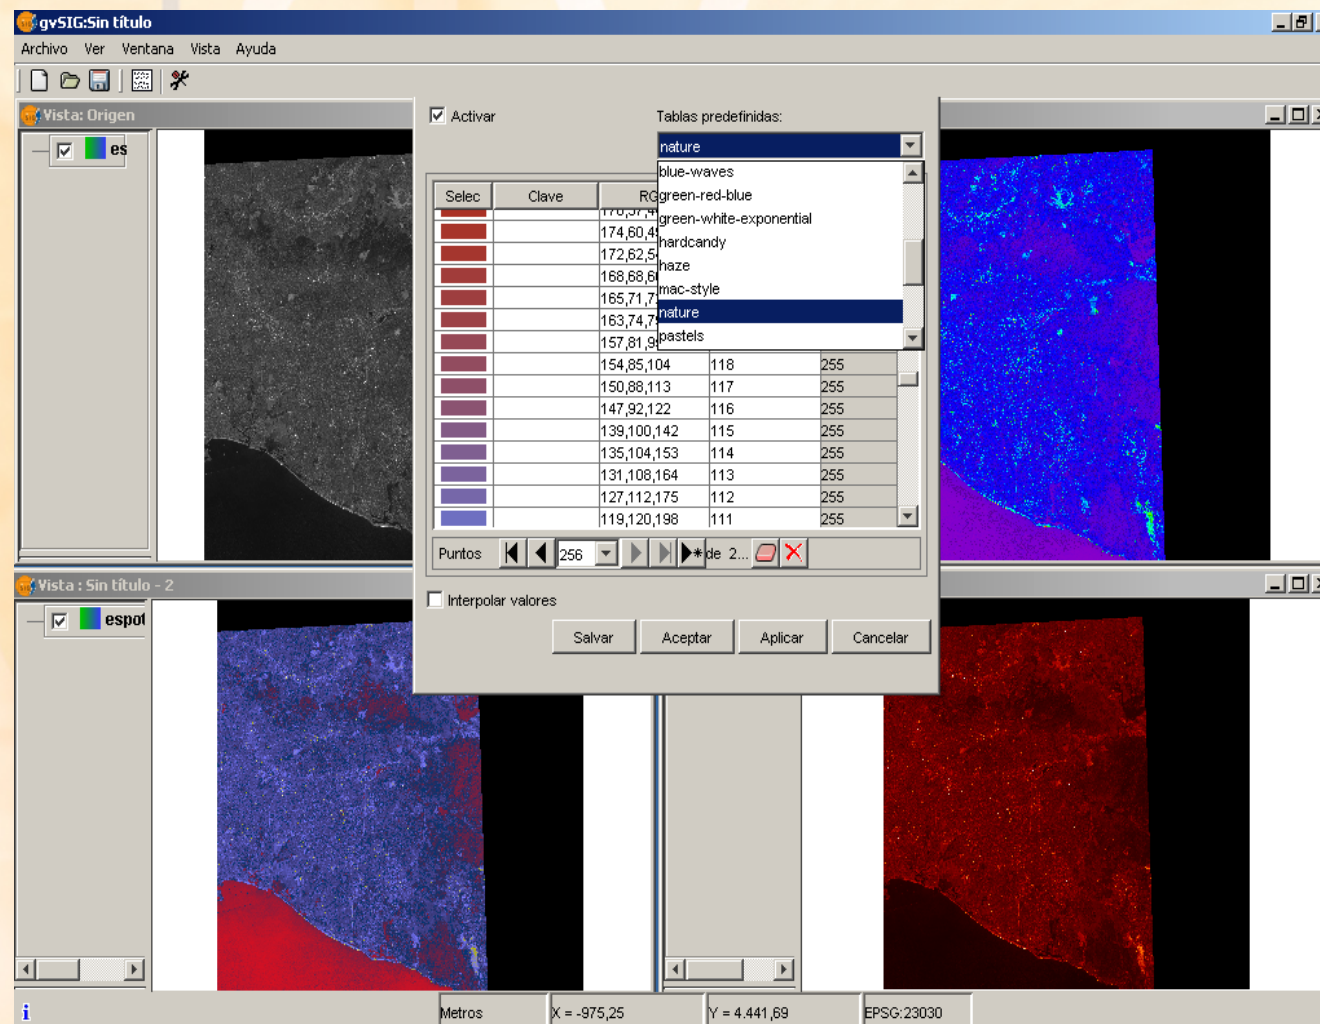 gvSIG:Sin título
Archivo Ver Ventana Vista Ayuda
Vista: Origen
es
Activar
Tablas predefinidas:
nature
blue-waves
green-red-blue
green-white-exponential
hardcandy
haze
mac-style
nature
pastels
Selec Clave RG
174,60,4
172,62,5
168,68,6
165,71,7
163,74,7
157,81,9
154,85,104 118 255
150,88,113 117 255
147,92,122 116 255
139,100,142 115 255
135,104,153 114 255
131,108,164 113 255
127,112,175 112 255
119,120,198 111 255
Puntos 256 de 2...
Interpolar valores
Salvar Aceptar Aplicar Cancelar
Vista : Sin título - 2
espot
Metros X = -975,25 Y = 4.441,69 EPSG:23030